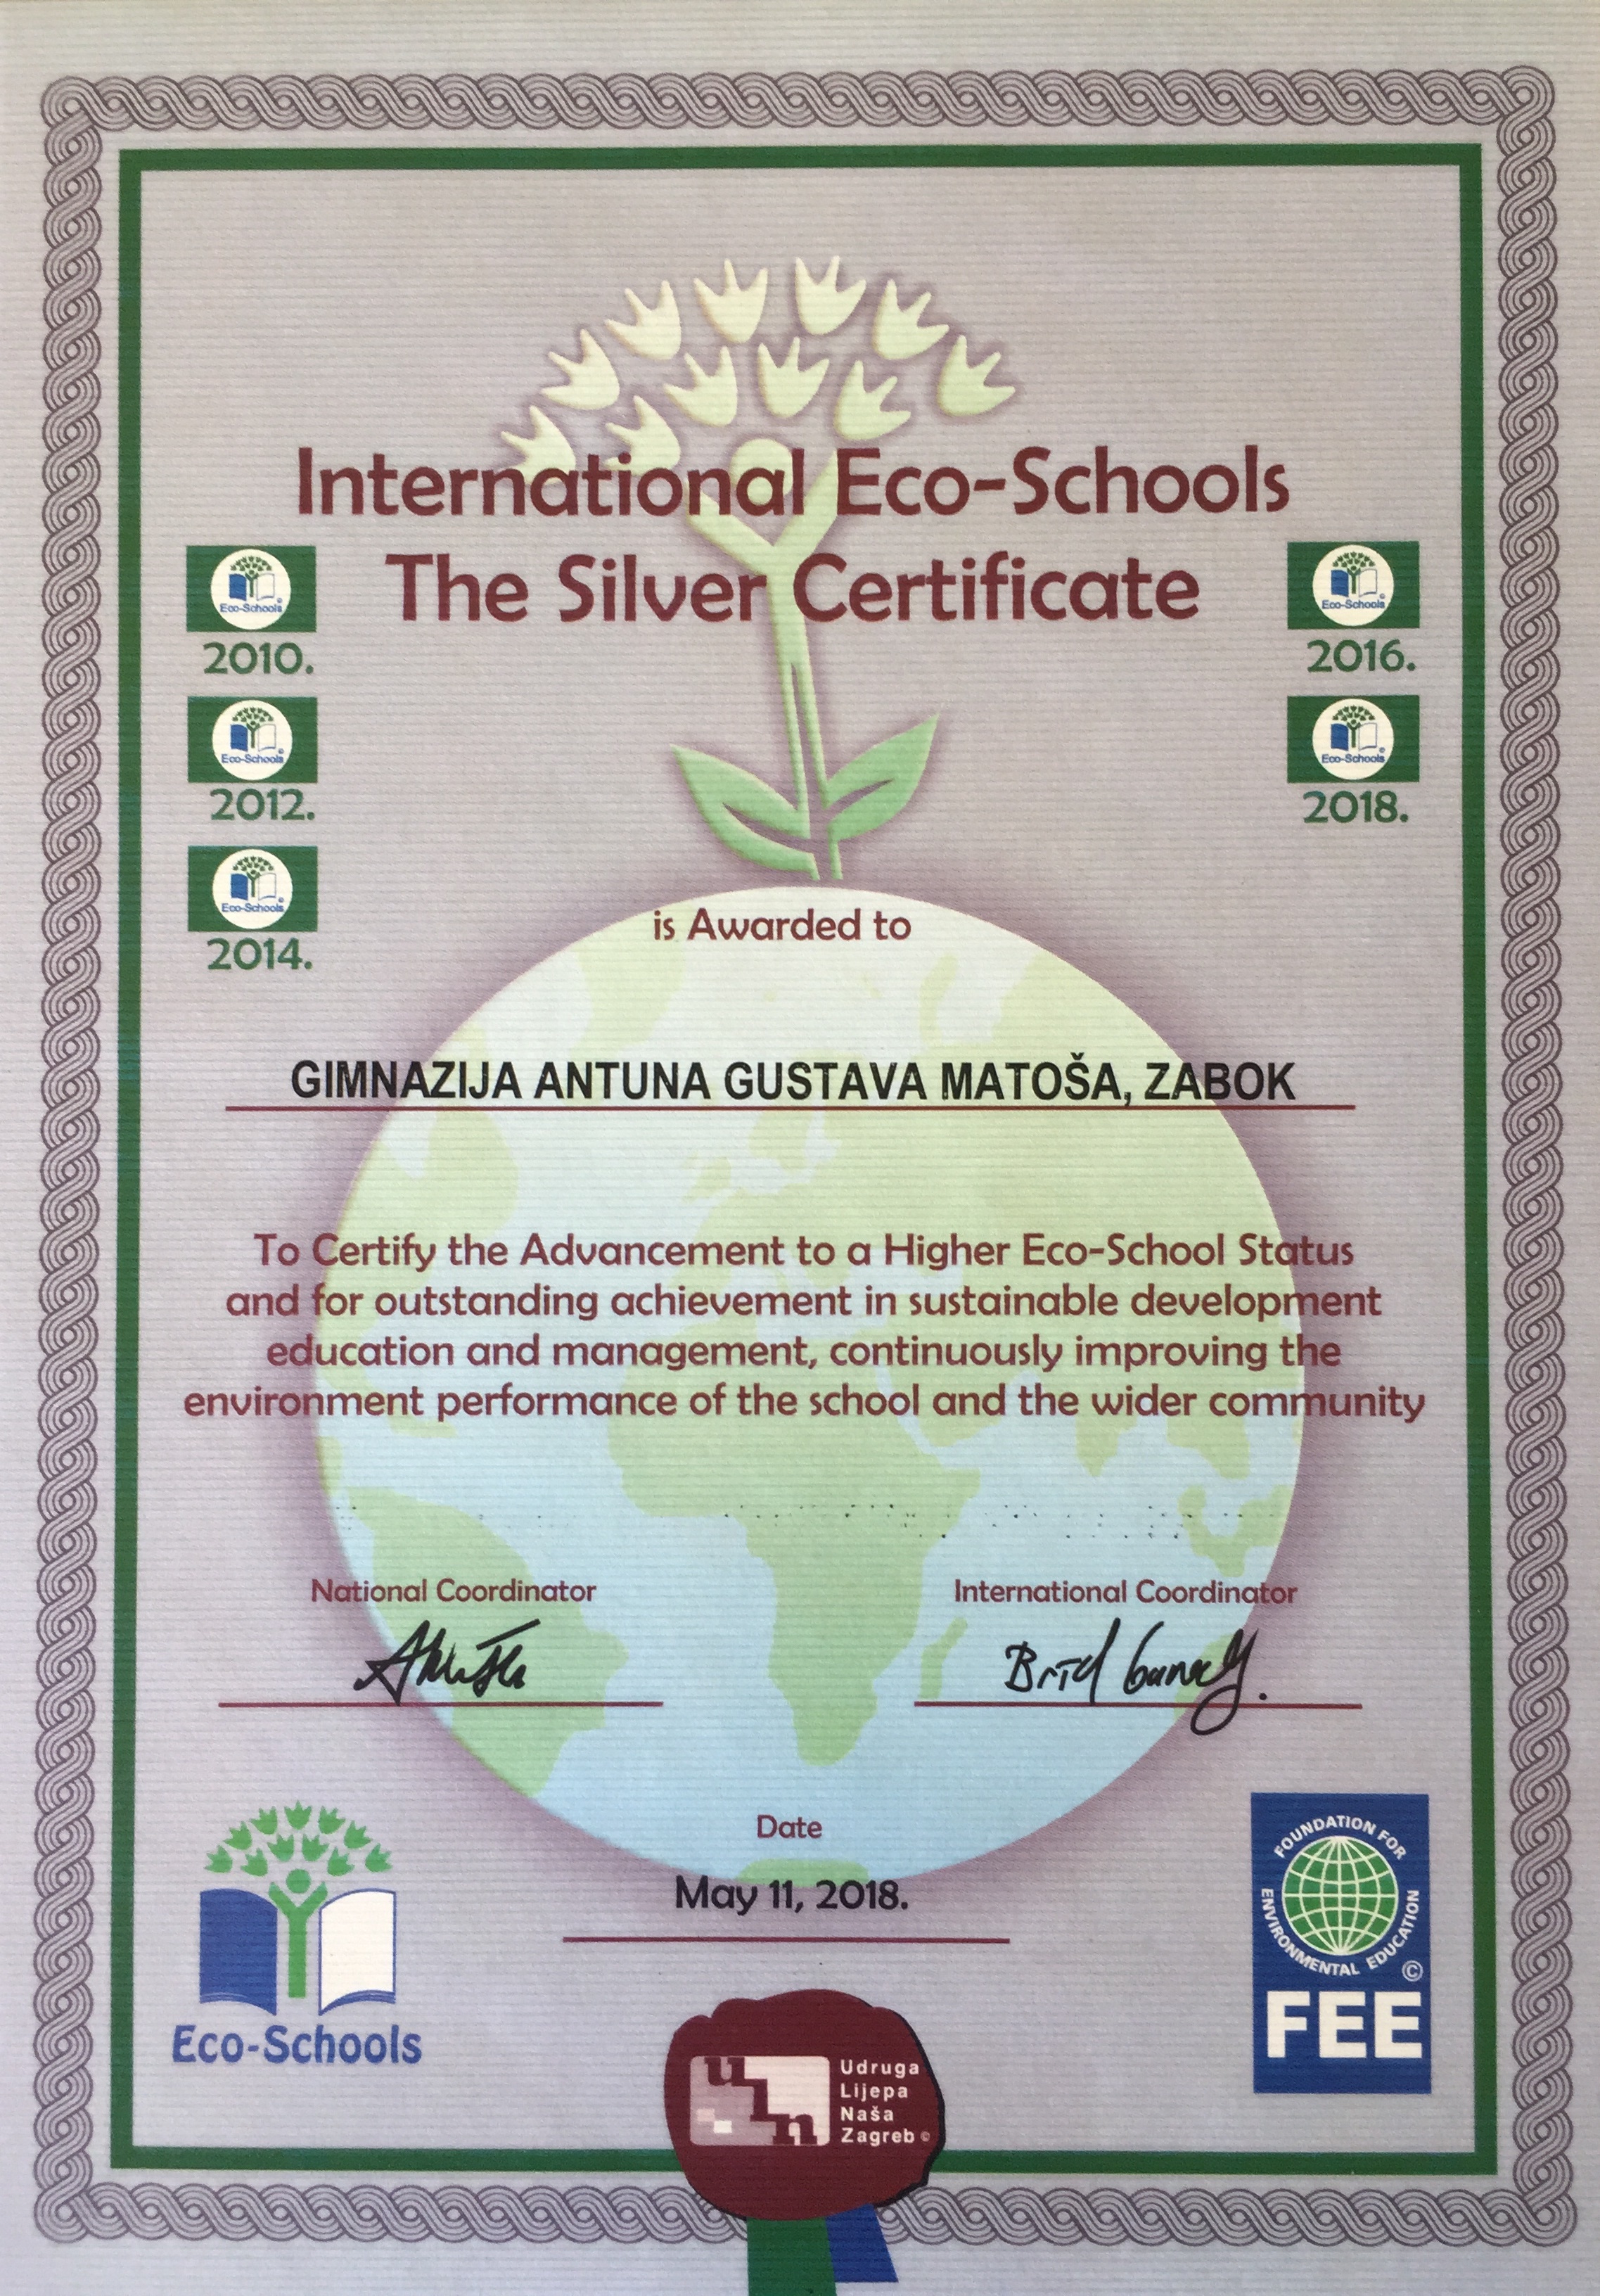 International Eco-Schools
The Silver Certificate
Eco-Schools
2010.
Eco-Schools
2012.
Eco-Schools
2014.
Eco-Schools
2016.
Eco-Schools
2018.
is Awarded to
GIMNAZIJA ANTUNA GUSTAVA MATOŠA, ZABOK
To Certify the Advancement to a Higher Eco-School Status
and for outstanding achievement in sustainable development
education and management, continuously improving the
environment performance of the school and the wider community
National Coordinator
International Coordinator
Date
May 11, 2018.
Eco-Schools
FOUNDATION FOR
ENVIRONMENTAL EDUCATION
©
FEE
uln
Udruga
Lijepa
Naša
Zagreb ©